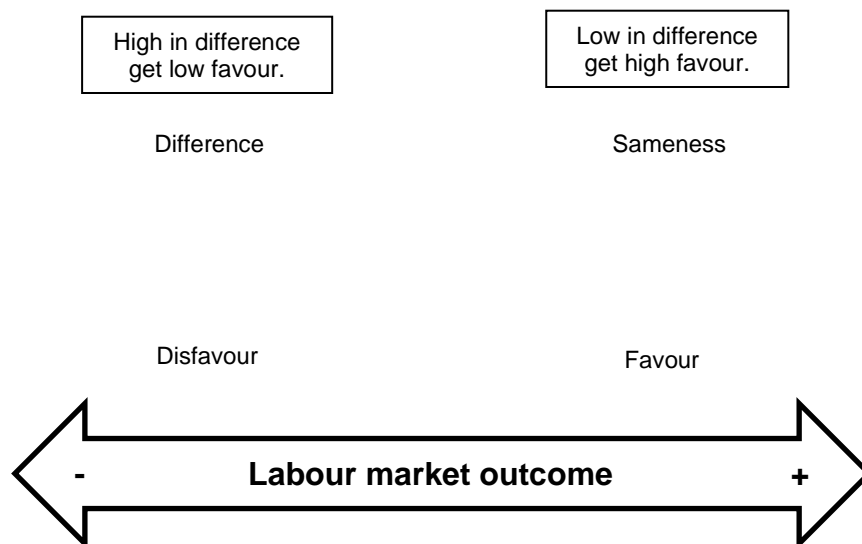 High in difference
get low favour.
Low in difference
get high favour.
Difference
Sameness
Disfavour
Favour
- Labour market outcome +